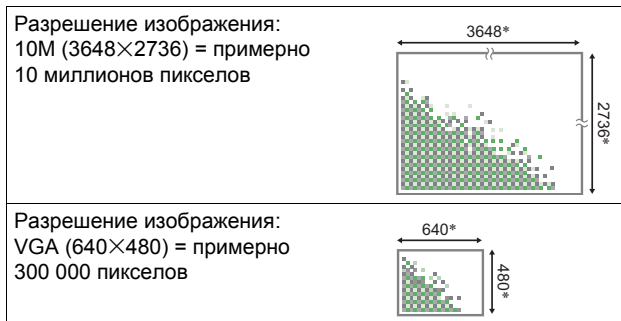 Разрешение изображения:
10M (3648×2736) = примерно
10 миллионов пикселов
3648*
2736*
Разрешение изображения:
VGA (640×480) = примерно
300 000 пикселов
640*
480*